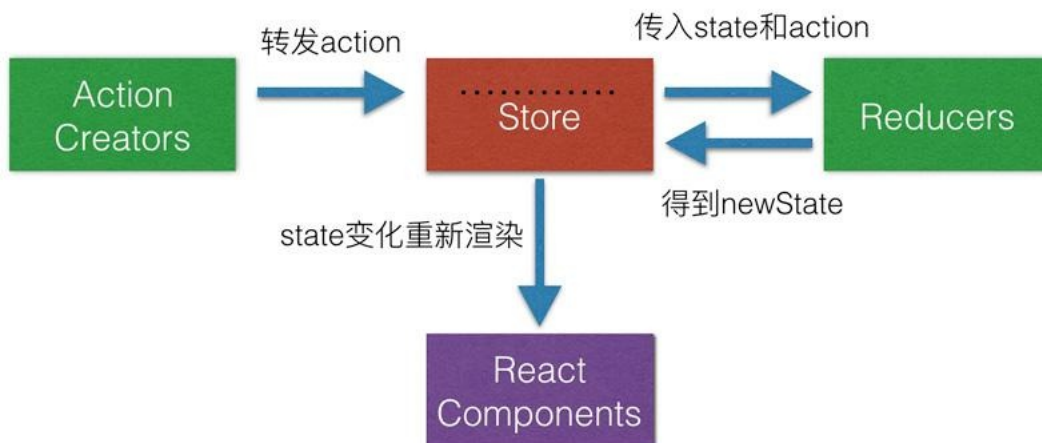 转发action
传入state和action
Action
Creators
Store
Reducers
得到newState
state变化重新渲染
React
Components